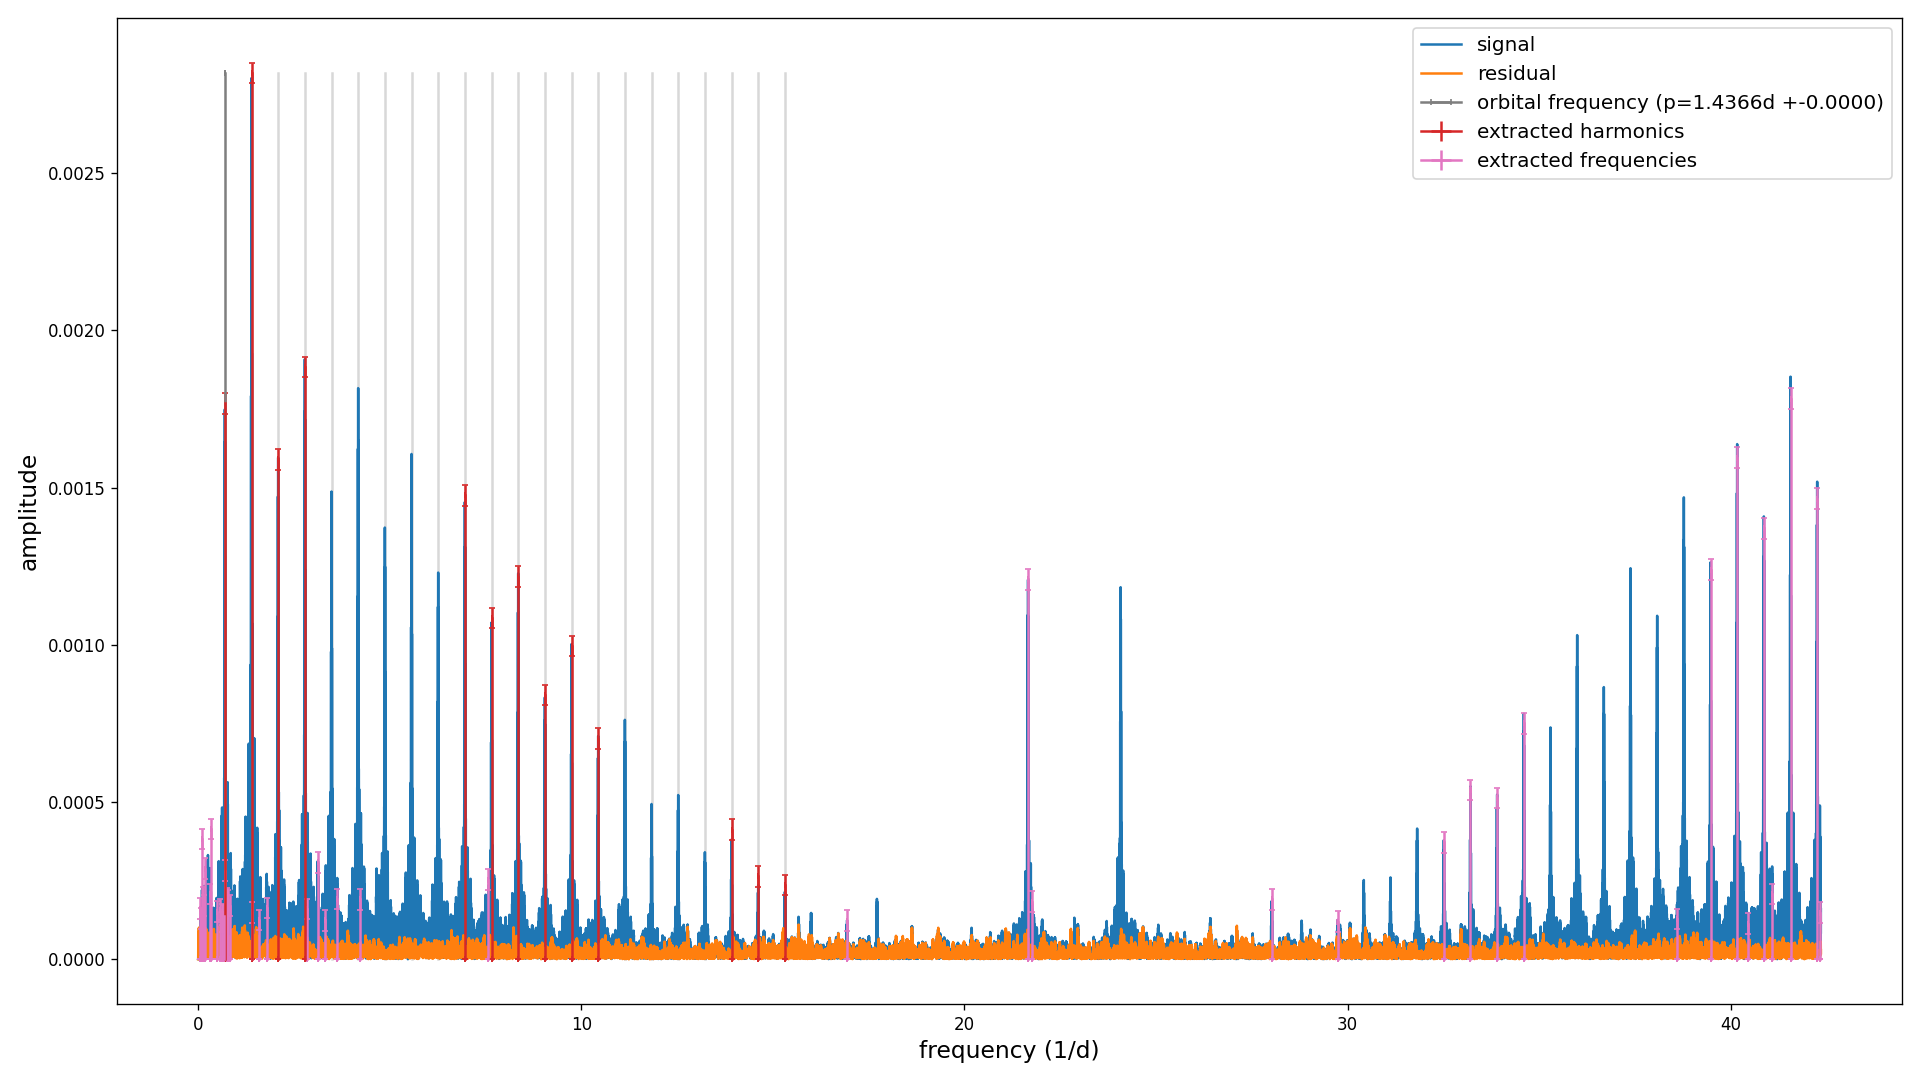 signal
residual
orbital frequency (p=1.4366d +-0.0000)
extracted harmonics
extracted frequencies
amplitude
0.0025
0.0020
0.0015
0.0010
0.0005
0.0000
0 10 20 30 40
frequency (1/d)